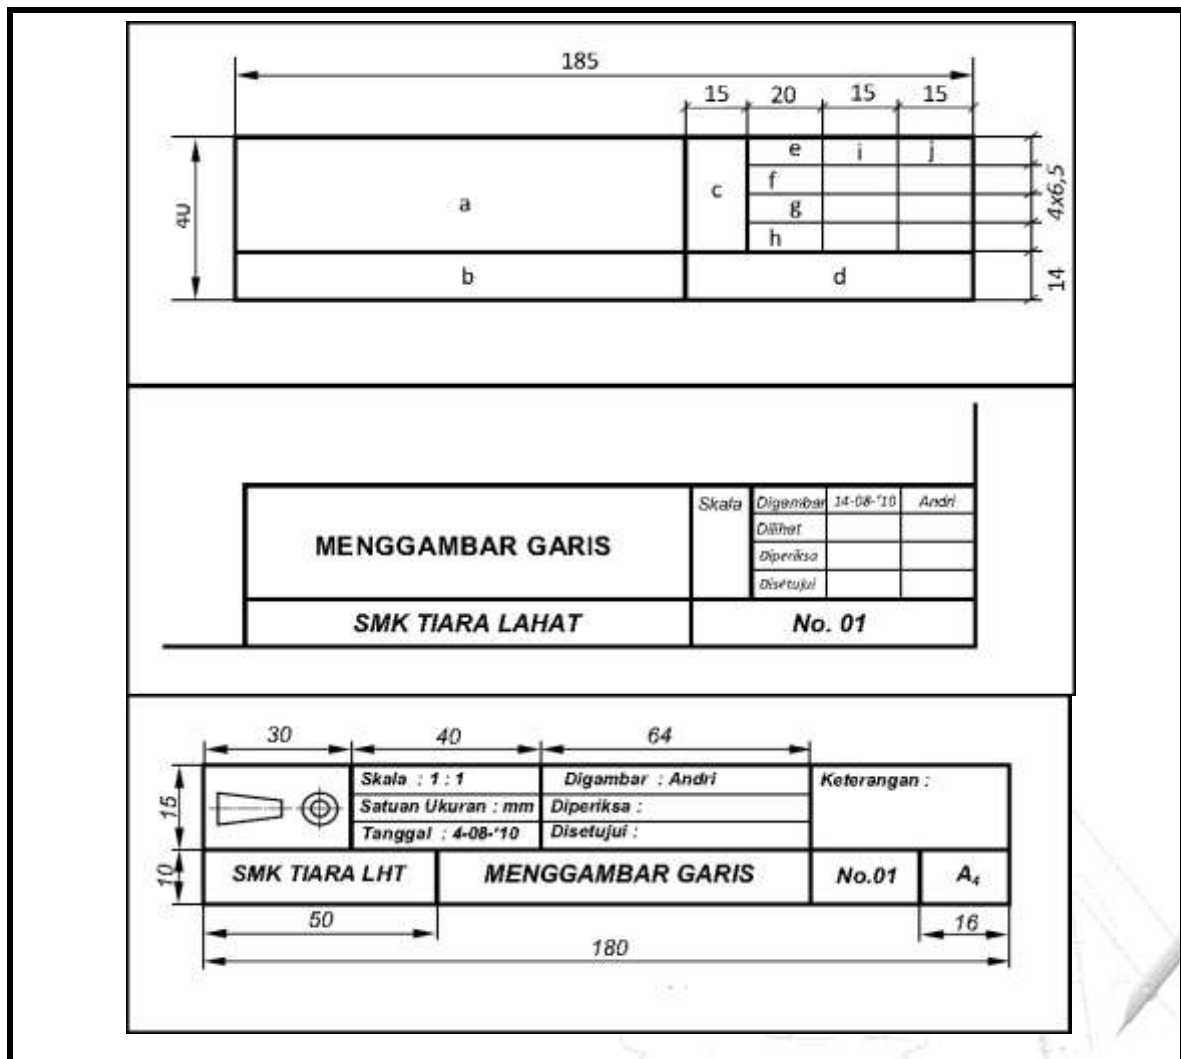 185
15 20 15 15
40
a
c
e i j
f
g
h
4x6,5
b
d
14
MENGGAMBAR GARIS
Skala
Digambar 14-08-'10 Andri
Dilihat
Diperiksa
Disetujui
SMK TIARA LAHAT
No. 01
30 40 64
15
Skala : 1 : 1
Satuan Ukuran : mm
Tanggal : 4-08-'10
Digambar : Andri
Diperiksa :
Disetujui :
Keterangan :
10
SMK TIARA LHT
MENGGAMBAR GARIS
No.01
A4
50
16
180